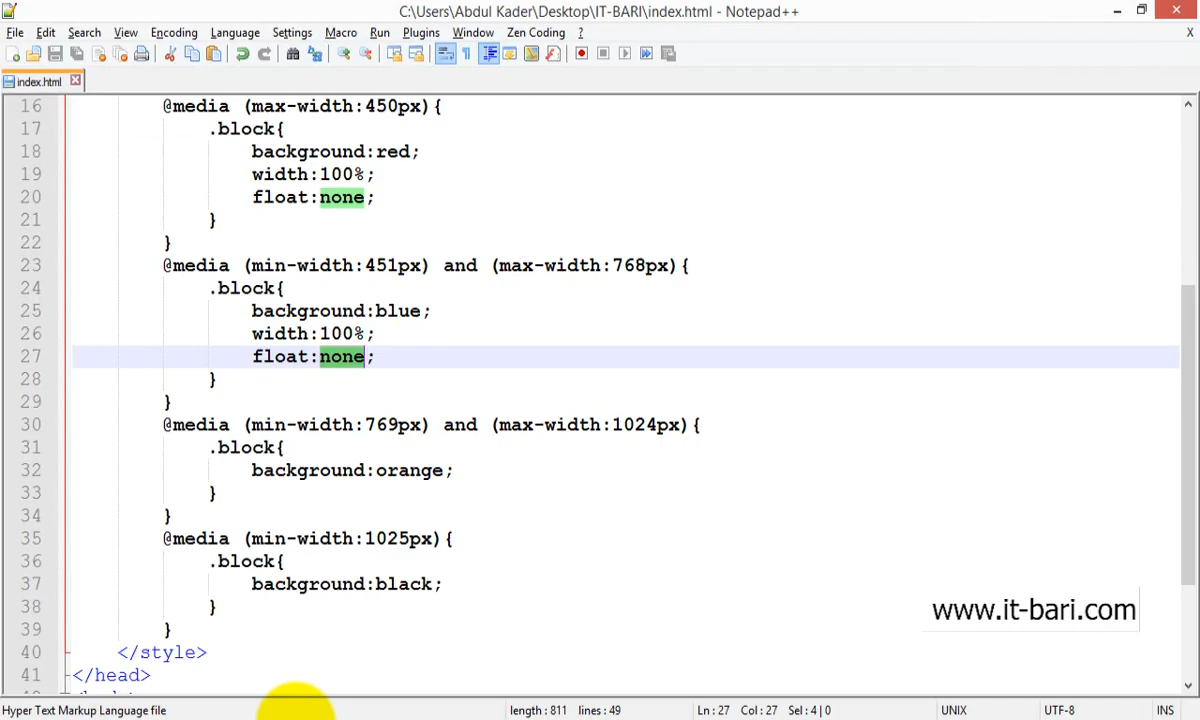 C:\Users\Abdul Kader\Desktop\IT-BARI\index.html - Notepad++
File Edit Search View Encoding Language Settings Macro Run Plugins Window Zen Coding ? X
index.html
16 @media (max-width:450px){
17 .block{
18 background:red;
19 width:100%;
20 float:none;
21 }
22 }
23 @media (min-width:451px) and (max-width:768px){
24 .block{
25 background:blue;
26 width:100%;
27 float:none;
28 }
29 }
30 @media (min-width:769px) and (max-width:1024px){
31 .block{
32 background:orange;
33 }
34 }
35 @media (min-width:1025px){
36 .block{
37 background:black;
38 }
39 }
40 </style>
41 </head>
www.it-bari.com
Hyper Text Markup Language file length : 811 lines : 49 Ln : 27 Col : 27 Sel : 4 | 0 UNIX UTF-8 INS